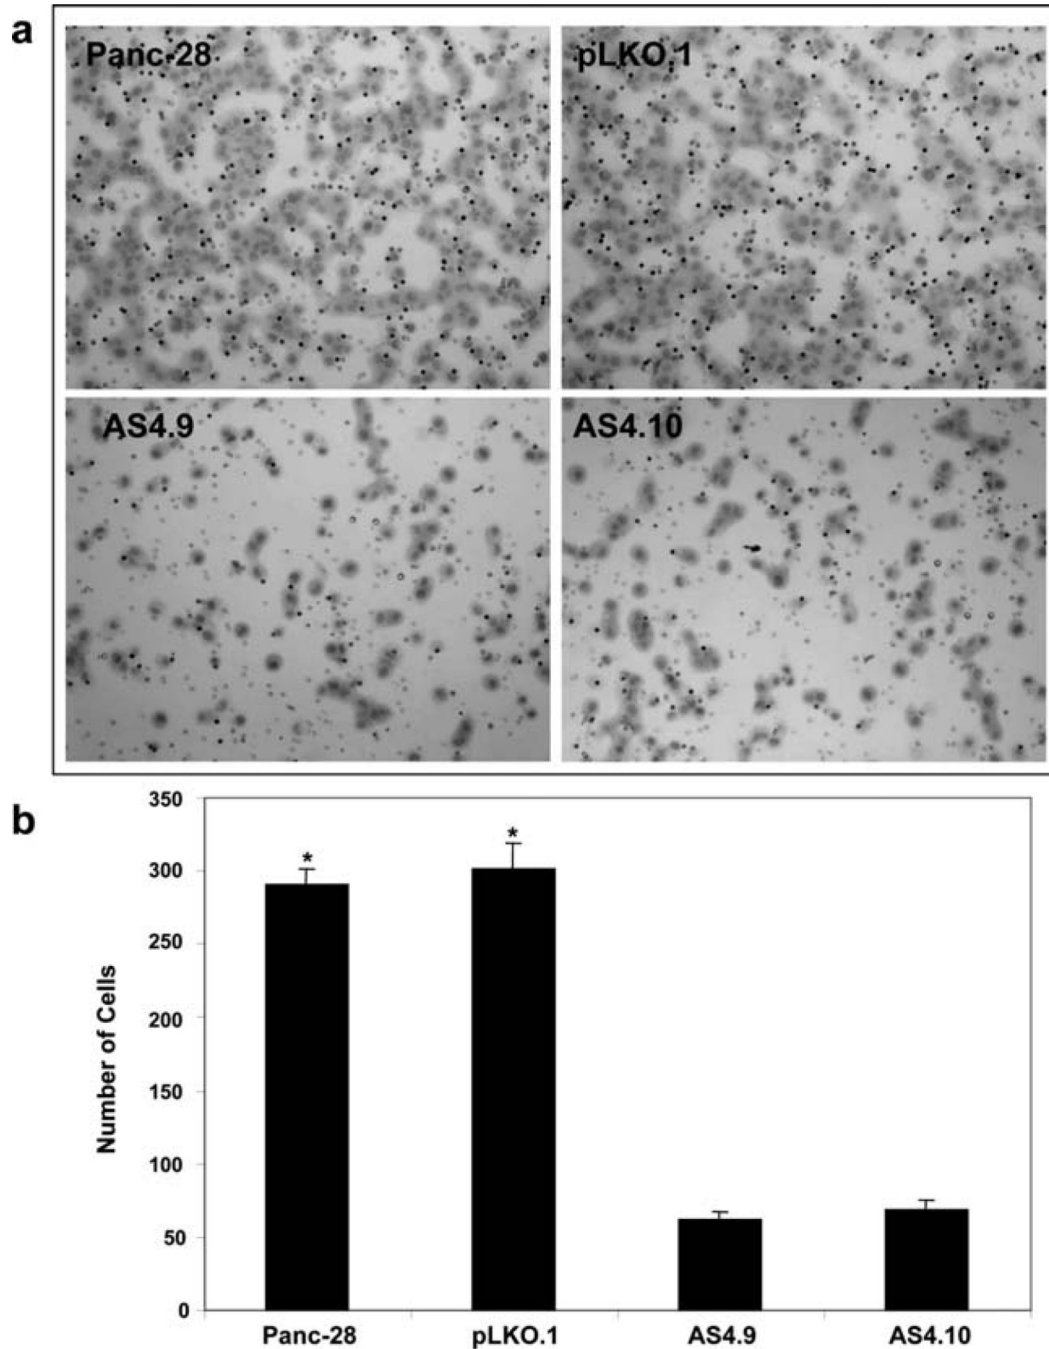 a
Panc-28
pLKO.1
AS4.9
AS4.10
b
350
300
250
200
150
100
50
0
Number of Cells
*
*
Panc-28
pLKO.1
AS4.9
AS4.10